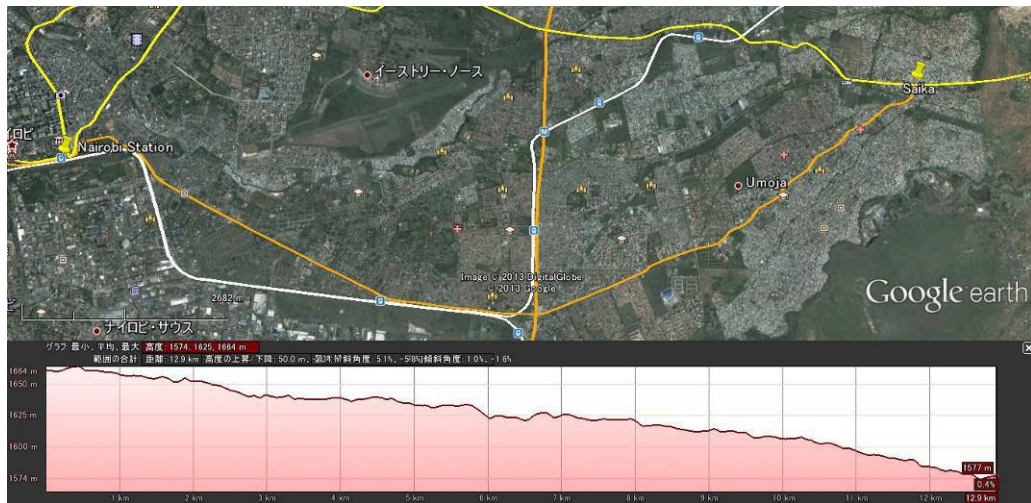 イーストリー・ノース
Saika
イロビ
Nairobi Station
M
Umoja
Image © 2013 DigitalGlobe
© 2013 Google
Google earth
2682 m
ビ
ナイロビ・サウス
グラフ: 最小、平均、最大 高度: 1574, 1625, 1664 m
範囲の合計: 距離: 12.9 km 高度の上昇/下降: 50.0 m, 傾斜角度: 5.1%, 傾斜角度: 1.0%, -1.6%
1664 m
1650 m
1625 m
1600 m
1577 m
1574 m
0.4%
1 km 2 km 3 km 4 km 5 km 6 km 7 km 8 km 9 km 10 km 11 km 12 km 12.9 km